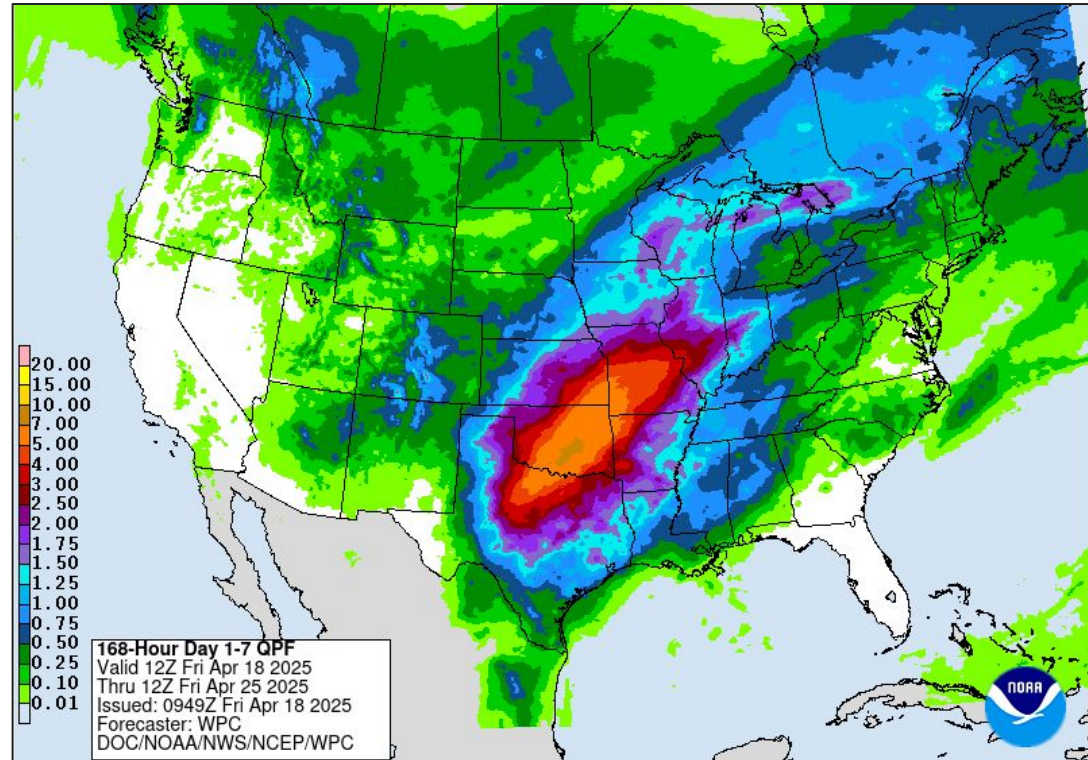 20.00
15.00
10.00
7.00
5.00
4.00
3.00
2.50
2.00
1.75
1.50
1.25
1.00
0.75
0.50
0.25
0.10
0.01
168-Hour Day 1-7 QPF
Valid 12Z Fri Apr 18 2025
Thru 12Z Fri Apr 25 2025
Issued: 0949Z Fri Apr 18 2025
Forecaster: WPC
DOC/NOAA/NWS/NCEP/WPC
NOAA